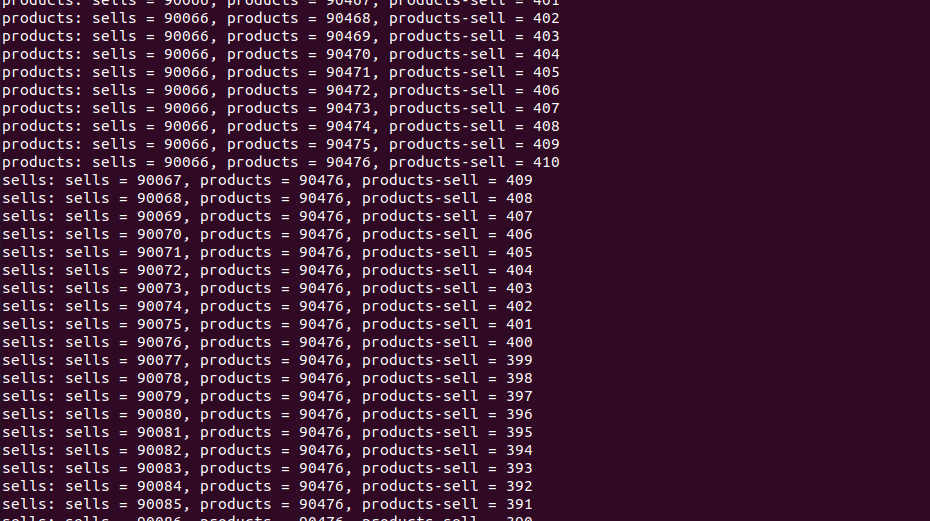 products: sells = 90066, products = 90467, products-sell = 401
products: sells = 90066, products = 90468, products-sell = 402
products: sells = 90066, products = 90469, products-sell = 403
products: sells = 90066, products = 90470, products-sell = 404
products: sells = 90066, products = 90471, products-sell = 405
products: sells = 90066, products = 90472, products-sell = 406
products: sells = 90066, products = 90473, products-sell = 407
products: sells = 90066, products = 90474, products-sell = 408
products: sells = 90066, products = 90475, products-sell = 409
products: sells = 90066, products = 90476, products-sell = 410
sells: sells = 90067, products = 90476, products-sell = 409
sells: sells = 90068, products = 90476, products-sell = 408
sells: sells = 90069, products = 90476, products-sell = 407
sells: sells = 90070, products = 90476, products-sell = 406
sells: sells = 90071, products = 90476, products-sell = 405
sells: sells = 90072, products = 90476, products-sell = 404
sells: sells = 90073, products = 90476, products-sell = 403
sells: sells = 90074, products = 90476, products-sell = 402
sells: sells = 90075, products = 90476, products-sell = 401
sells: sells = 90076, products = 90476, products-sell = 400
sells: sells = 90077, products = 90476, products-sell = 399
sells: sells = 90078, products = 90476, products-sell = 398
sells: sells = 90079, products = 90476, products-sell = 397
sells: sells = 90080, products = 90476, products-sell = 396
sells: sells = 90081, products = 90476, products-sell = 395
sells: sells = 90082, products = 90476, products-sell = 394
sells: sells = 90083, products = 90476, products-sell = 393
sells: sells = 90084, products = 90476, products-sell = 392
sells: sells = 90085, products = 90476, products-sell = 391
sells: sells = 90086, products = 90476, products-sell = 390